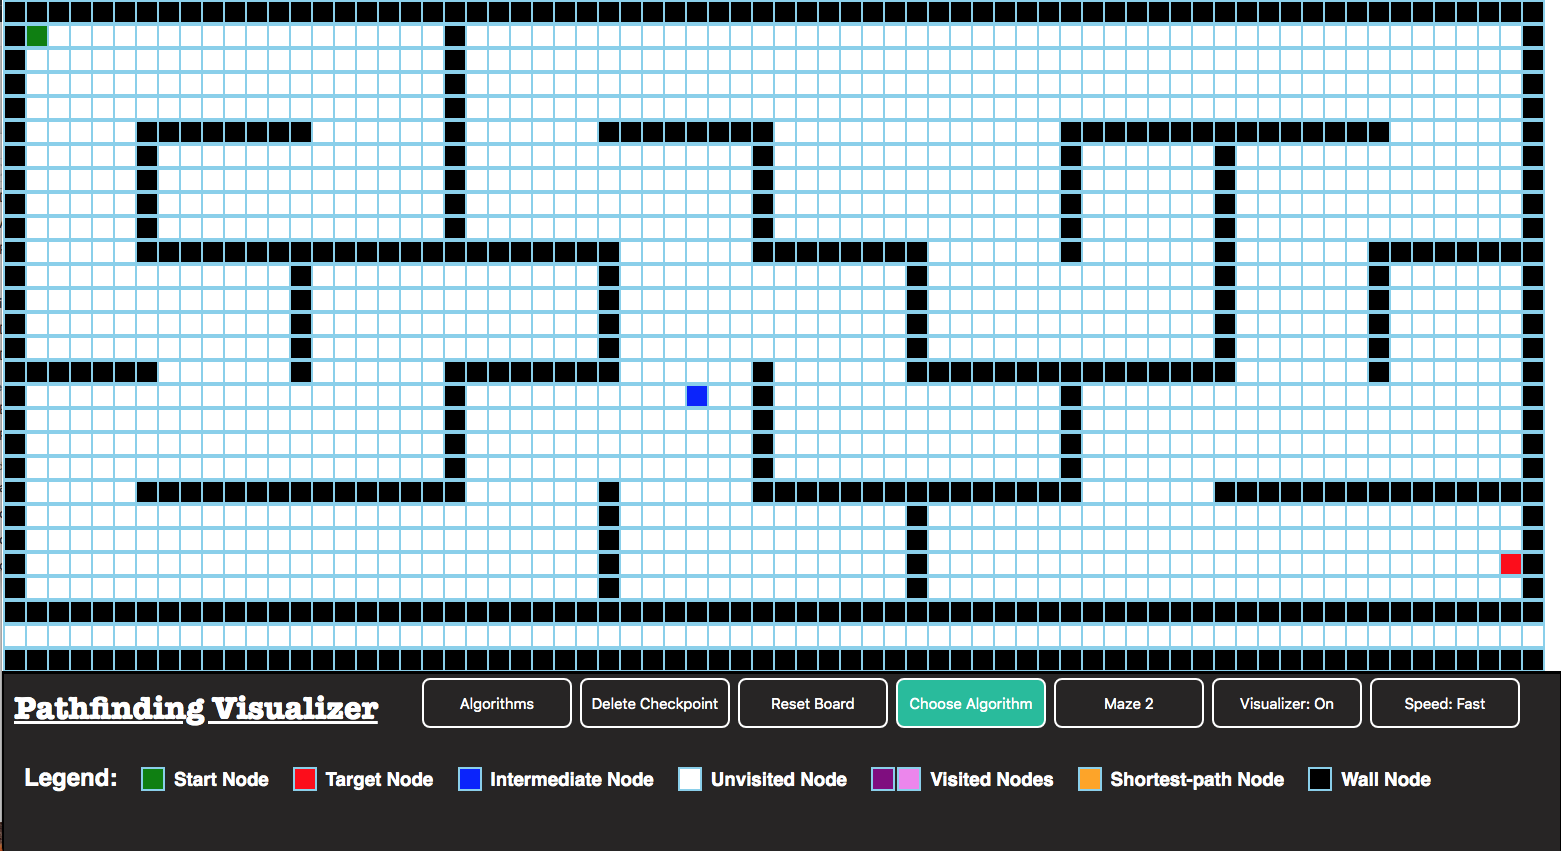 Pathfinding Visualizer
Algorithms
Delete Checkpoint
Reset Board
Choose Algorithm
Maze 2
Visualizer: On
Speed: Fast
Legend: Start Node Target Node Intermediate Node Unvisited Node Visited Nodes Shortest-path Node Wall Node